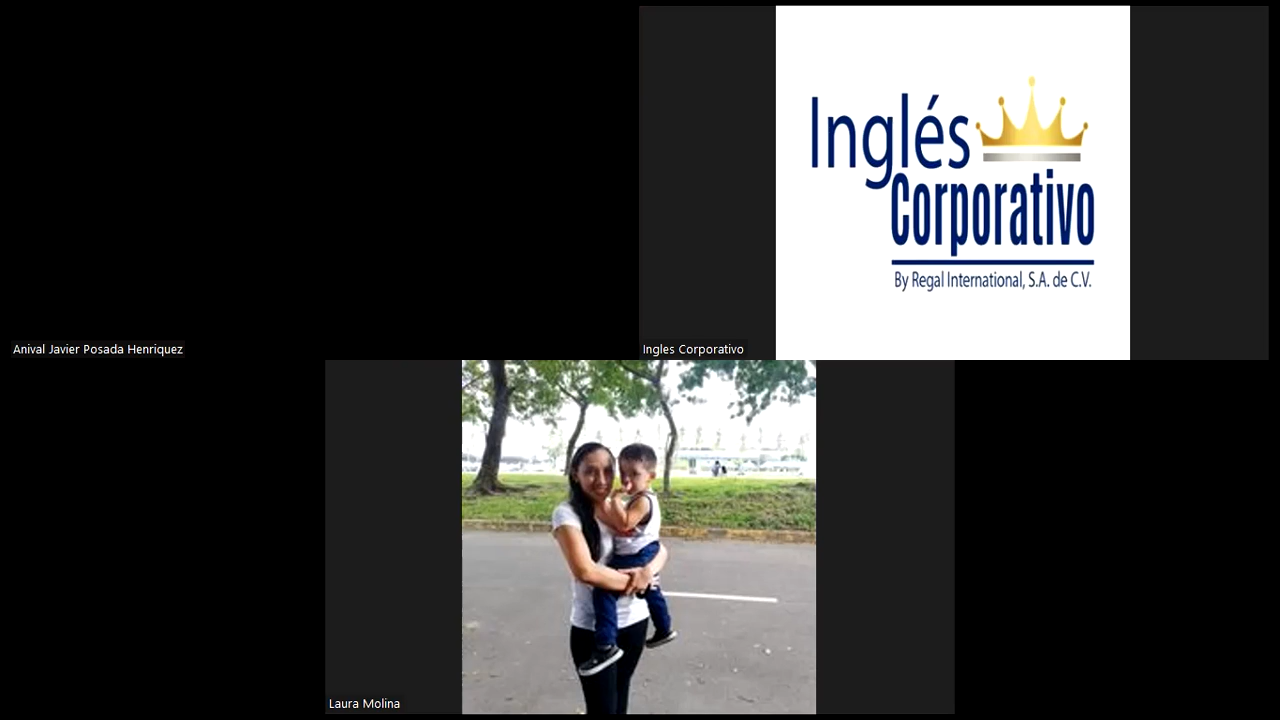 Inglés
Corporativo
By Regal International, S.A. de C.V.
Anival Javier Posada Henriquez
Ingles Corporativo
Laura Molina